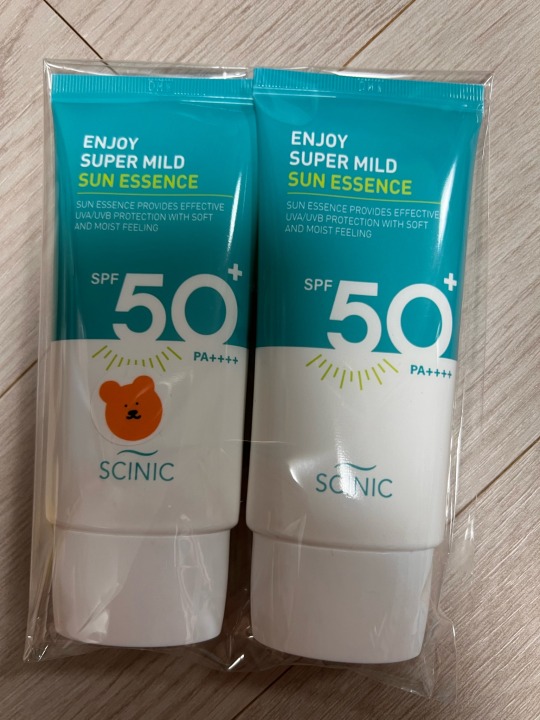 ENJOY
SUPER MILD
SUN ESSENCE
SUN ESSENCE PROVIDES EFFECTIVE
UVA/UVB PROTECTION WITH SOFT
AND MOIST FEELING
SPF 50+
PA++++
SCINIC
ENJOY
SUPER MILD
SUN ESSENCE
SUN ESSENCE PROVIDES EFFECTIVE
UVA/UVB PROTECTION WITH SOFT
AND MOIST FEELING
SPF 50+
PA++++
SCINIC